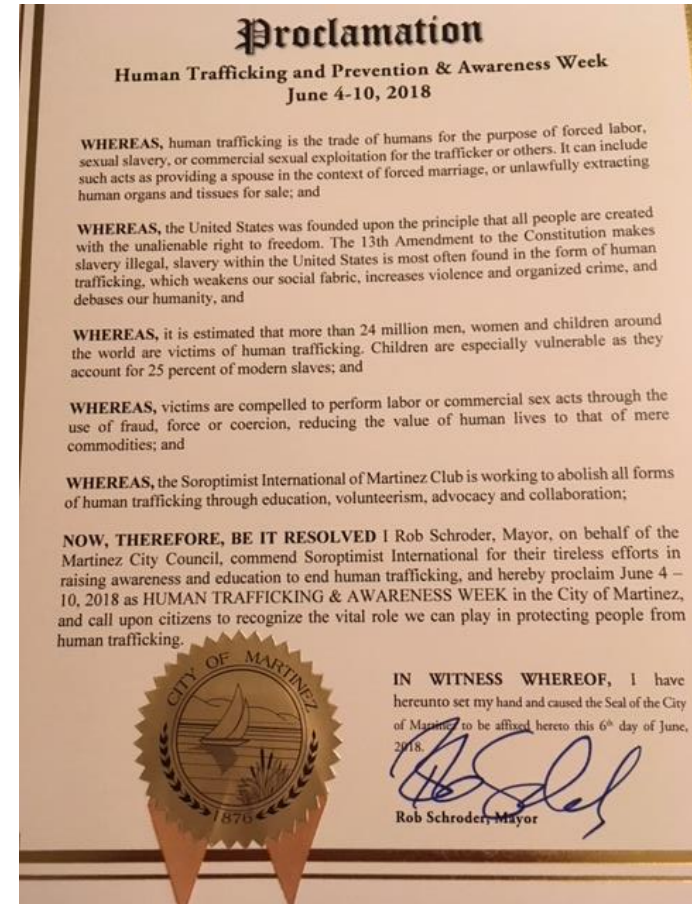 Proclamation
Human Trafficking and Prevention & Awareness Week
June 4-10, 2018
WHEREAS, human trafficking is the trade of humans for the purpose of forced labor,
sexual slavery, or commercial sexual exploitation for the trafficker or others. It can include
such acts as providing a spouse in the context of forced marriage, or unlawfully extracting
human organs and tissues for sale; and
WHEREAS, the United States was founded upon the principle that all people are created
with the unalienable right to freedom. The 13th Amendment to the Constitution makes
slavery illegal, slavery within the United States is most often found in the form of human
trafficking, which weakens our social fabric, increases violence and organized crime, and
debases our humanity, and
WHEREAS, it is estimated that more than 24 million men, women and children around
the world are victims of human trafficking. Children are especially vulnerable as they
account for 25 percent of modern slaves; and
WHEREAS, victims are compelled to perform labor or commercial sex acts through the
use of fraud, force or coercion, reducing the value of human lives to that of mere
commodities; and
WHEREAS, the Soroptimist International of Martinez Club is working to abolish all forms
of human trafficking through education, volunteerism, advocacy and collaboration;
NOW, THEREFORE, BE IT RESOLVED I Rob Schroder, Mayor, on behalf of the
Martinez City Council, commend Soroptimist International for their tireless efforts in
raising awareness and education to end human trafficking, and hereby proclaim June 4 –
10, 2018 as HUMAN TRAFFICKING & AWARENESS WEEK in the City of Martinez,
and call upon citizens to recognize the vital role we can play in protecting people from
human trafficking.
CITY OF MARTINEZ
1876
IN WITNESS WHEREOF, I have
hereunto set my hand and caused the Seal of the City
of Martinez to be affixed hereto this 6th day of June,
2018.
Rob Schroder, Mayor